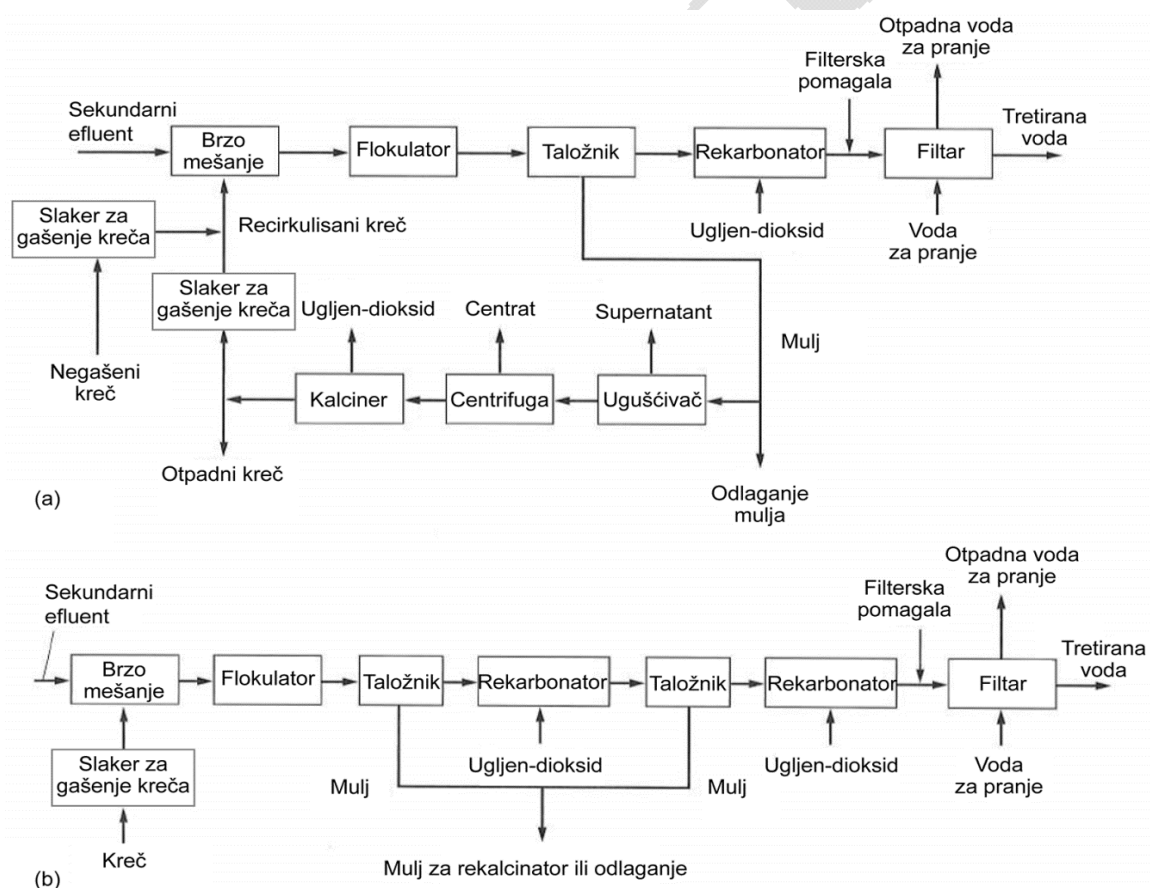 Otpadna voda
za pranje
Filterska
pomagala
Sekundarni
efluent
Tretirana
voda
Brzo
mešanje
Flokulator
Taložnik
Rekarbonator
Filtar
Slaker za
gašenje kreča
Recirkulisani kreč
Ugljen-dioksid
Voda
za pranje
Slaker za
gašenje kreča
Ugljen-dioksid
Centrat
Supernatant
Mulj
Negašeni
kreč
Kalciner
Centrifuga
Ugušćivač
Otpadni kreč
Odlaganje
mulja
(a)
Otpadna voda
za pranje
Filterska
pomagala
Sekundarni
efluent
Tretirana
voda
Brzo
mešanje
Flokulator
Taložnik
Rekarbonator
Taložnik
Rekarbonator
Filtar
Slaker za
gašenje kreča
Ugljen-dioksid
Ugljen-dioksid
Voda
za pranje
Mulj
Mulj
Kreč
Mulj za rekalcinator ili odlaganje
(b)